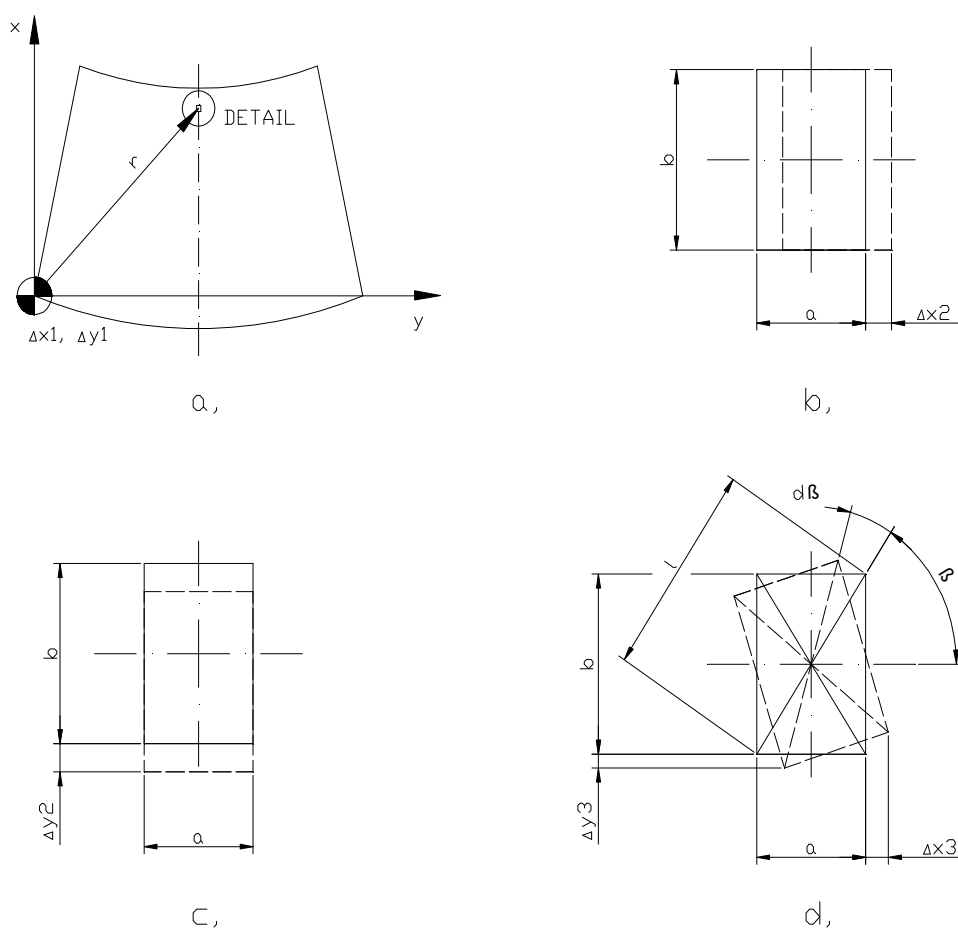 x
DETAIL
r
y
Δx1, Δy1
a,
b
a
Δx2
b,
b
Δy2
a
c,
dß
l
ß
b
Δy3
a
Δx3
d,